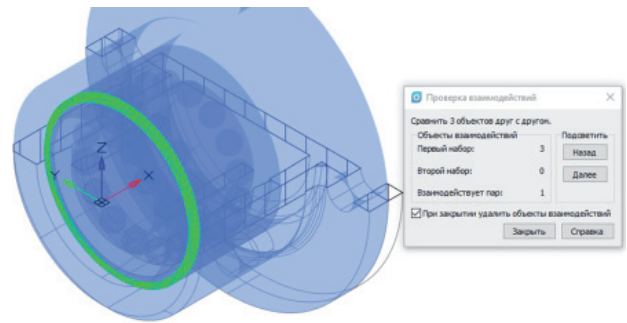 Проверка взаимодействий
Сравнить 3 объектов друг с другом.
Объекты взаимодействий
Подсветить
Первый набор: 3
Назад
Второй набор: 0
Далее
Взаимодействует пар: 1
При закрытии удалить объекты взаимодействий
Закрыть Справка
Z
Y
X